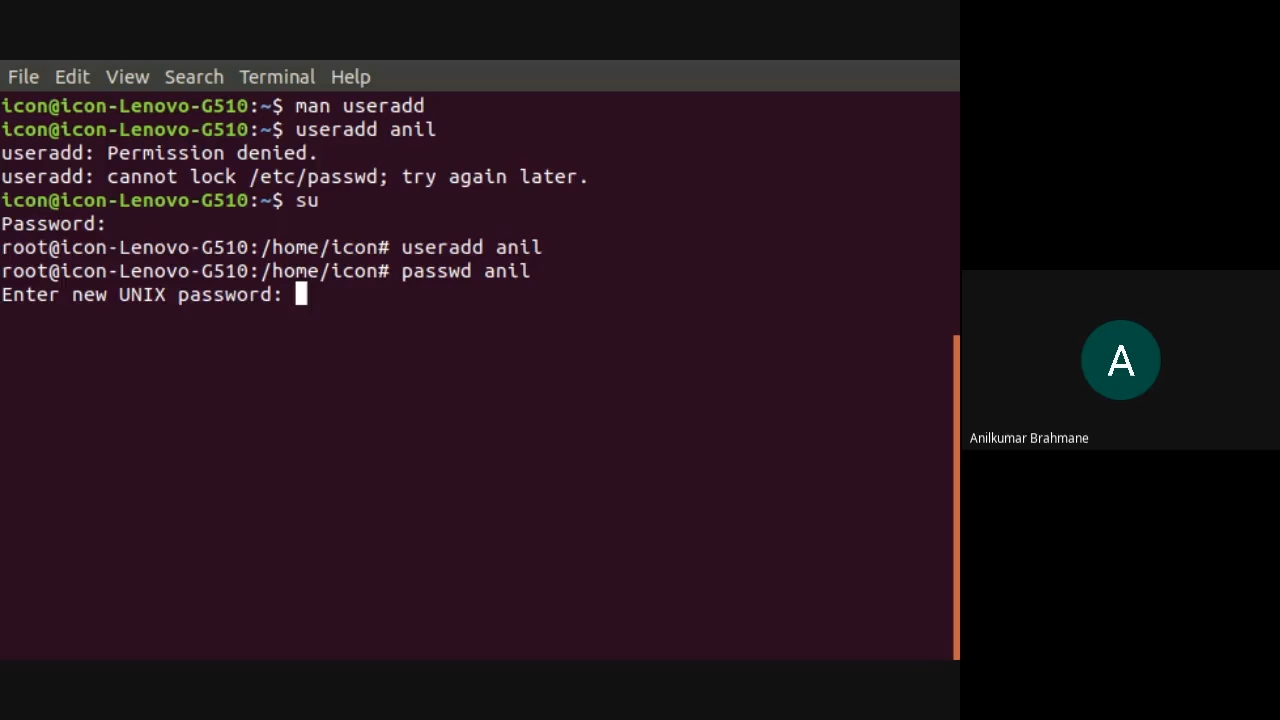 File Edit View Search Terminal Help
icon@icon-Lenovo-G510:~$ man useradd
icon@icon-Lenovo-G510:~$ useradd anil
useradd: Permission denied.
useradd: cannot lock /etc/passwd; try again later.
icon@icon-Lenovo-G510:~$ su
Password:
root@icon-Lenovo-G510:/home/icon# useradd anil
root@icon-Lenovo-G510:/home/icon# passwd anil
Enter new UNIX password:
A
Anilkumar Brahmane